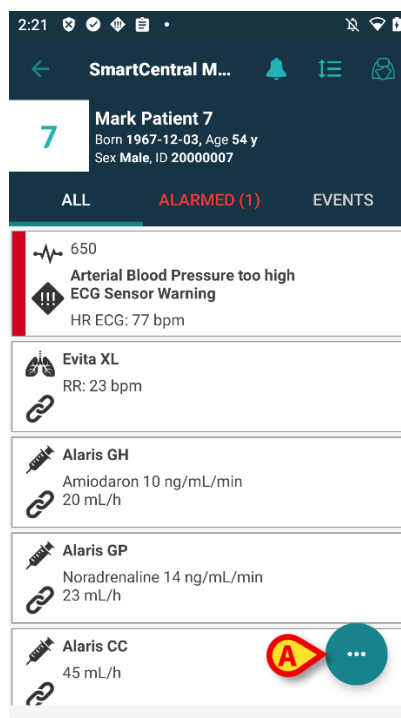 2:21
SmartCentral M...
7
Mark Patient 7
Born 1967-12-03, Age 54 y
Sex Male, ID 20000007
ALL ALARMED (1) EVENTS
650
Arterial Blood Pressure too high
!!! ECG Sensor Warning
HR ECG: 77 bpm
Evita XL
RR: 23 bpm
Alaris GH
Amiodaron 10 ng/mL/min
20 mL/h
Alaris GP
Noradrenaline 14 ng/mL/min
23 mL/h
Alaris CC
A ...
45 mL/h